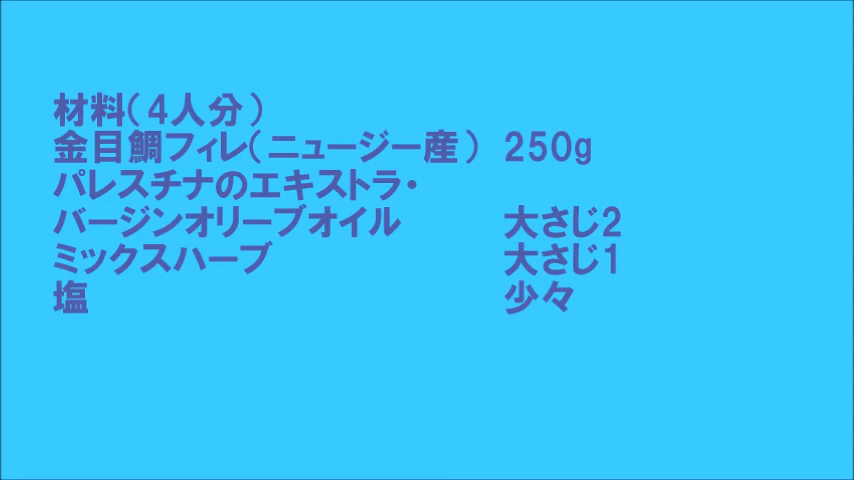 材料(4人分)
金目鯛フィレ(ニュージー産) 250g
パレスチナのエキストラ・
バージンオリーブオイル 大さじ2
ミックスハーブ 大さじ1
塩 少々